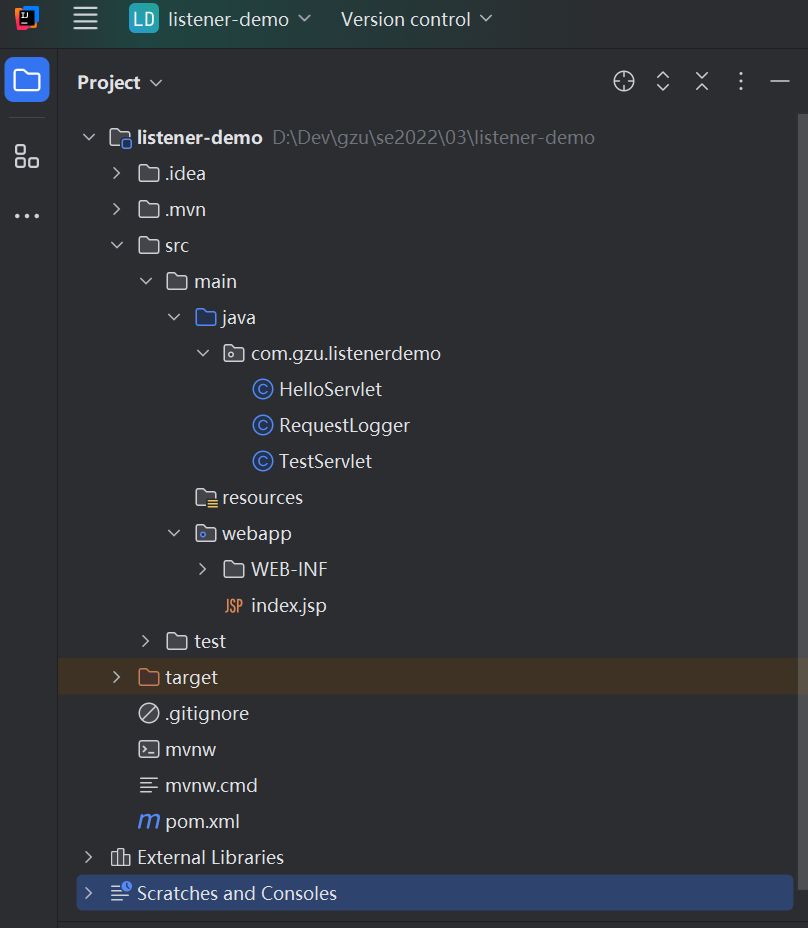 LD listener-demo Version control
Project
listener-demo D:\Dev\gzu\se2022\03\listener-demo
.idea
.mvn
src
main
java
com.gzu.listenerdemo
C HelloServlet
C RequestLogger
C TestServlet
resources
webapp
WEB-INF
JSP index.jsp
test
target
.gitignore
mvnw
mvnw.cmd
m pom.xml
External Libraries
Scratches and Consoles